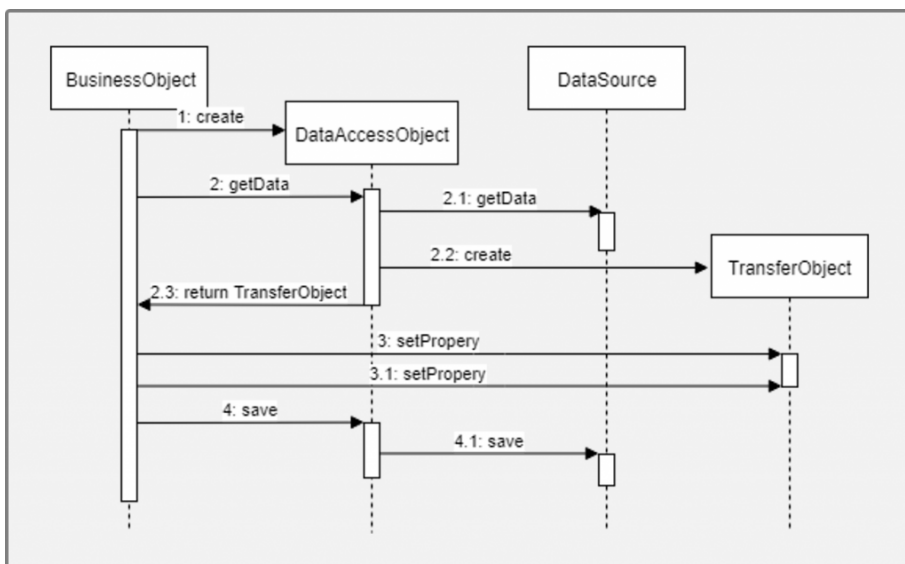 BusinessObject
DataSource
1: create
DataAccessObject
2: getData
2.1: getData
2.2: create
TransferObject
2.3: return TransferObject
3: setPropery
3.1: setPropery
4: save
4.1: save